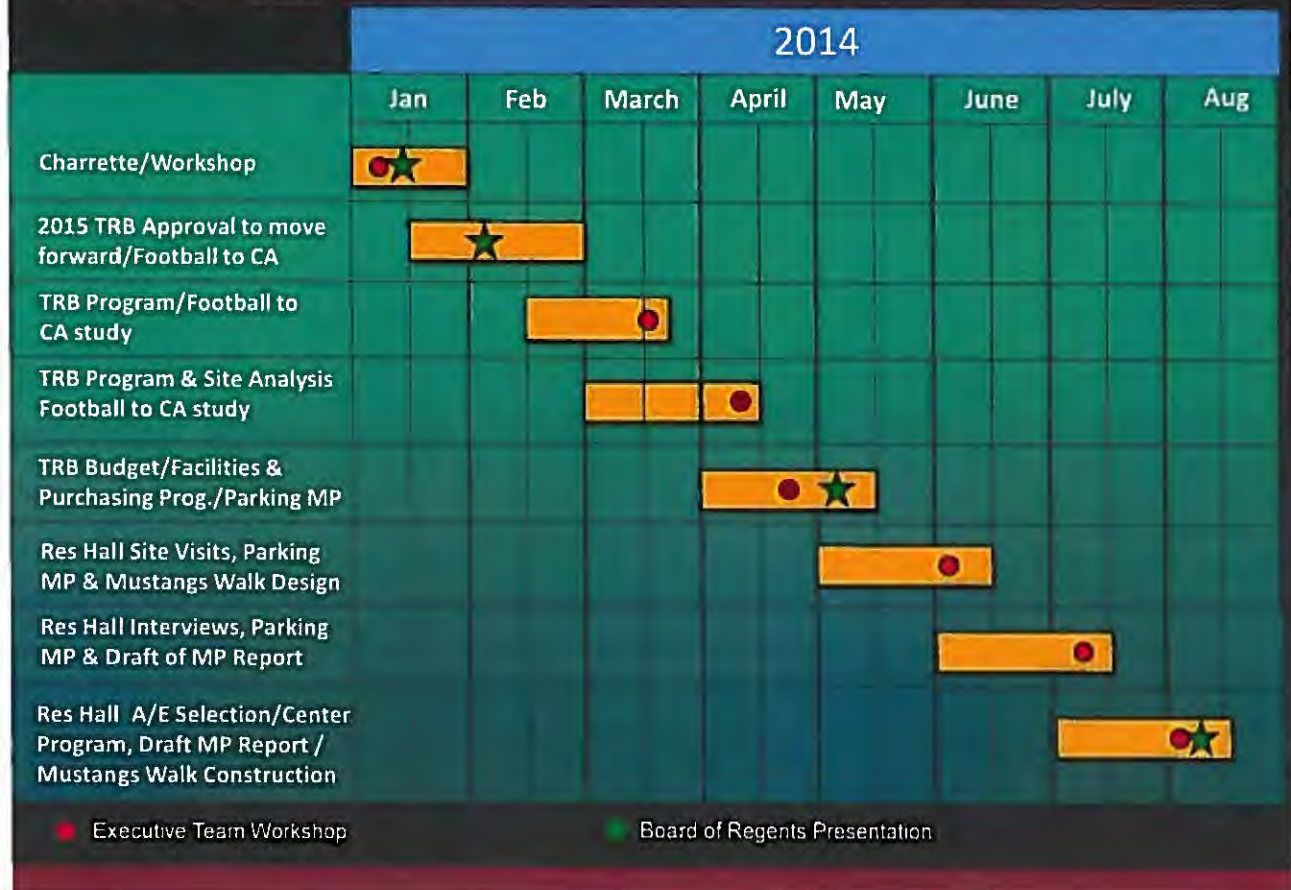 2014
Jan Feb March April May June July Aug
Charrette/Workshop
2015 TRB Approval to move
forward/Football to CA
TRB Program/Football to
CA study
TRB Program & Site Analysis
Football to CA study
TRB Budget/Facilities &
Purchasing Prog./Parking MP
Res Hall Site Visits, Parking
MP & Mustangs Walk Design
Res Hall Interviews, Parking
MP & Draft of MP Report
Res Hall A/E Selection/Center
Program, Draft MP Report /
Mustangs Walk Construction
Executive Team Workshop
Board of Regents Presentation